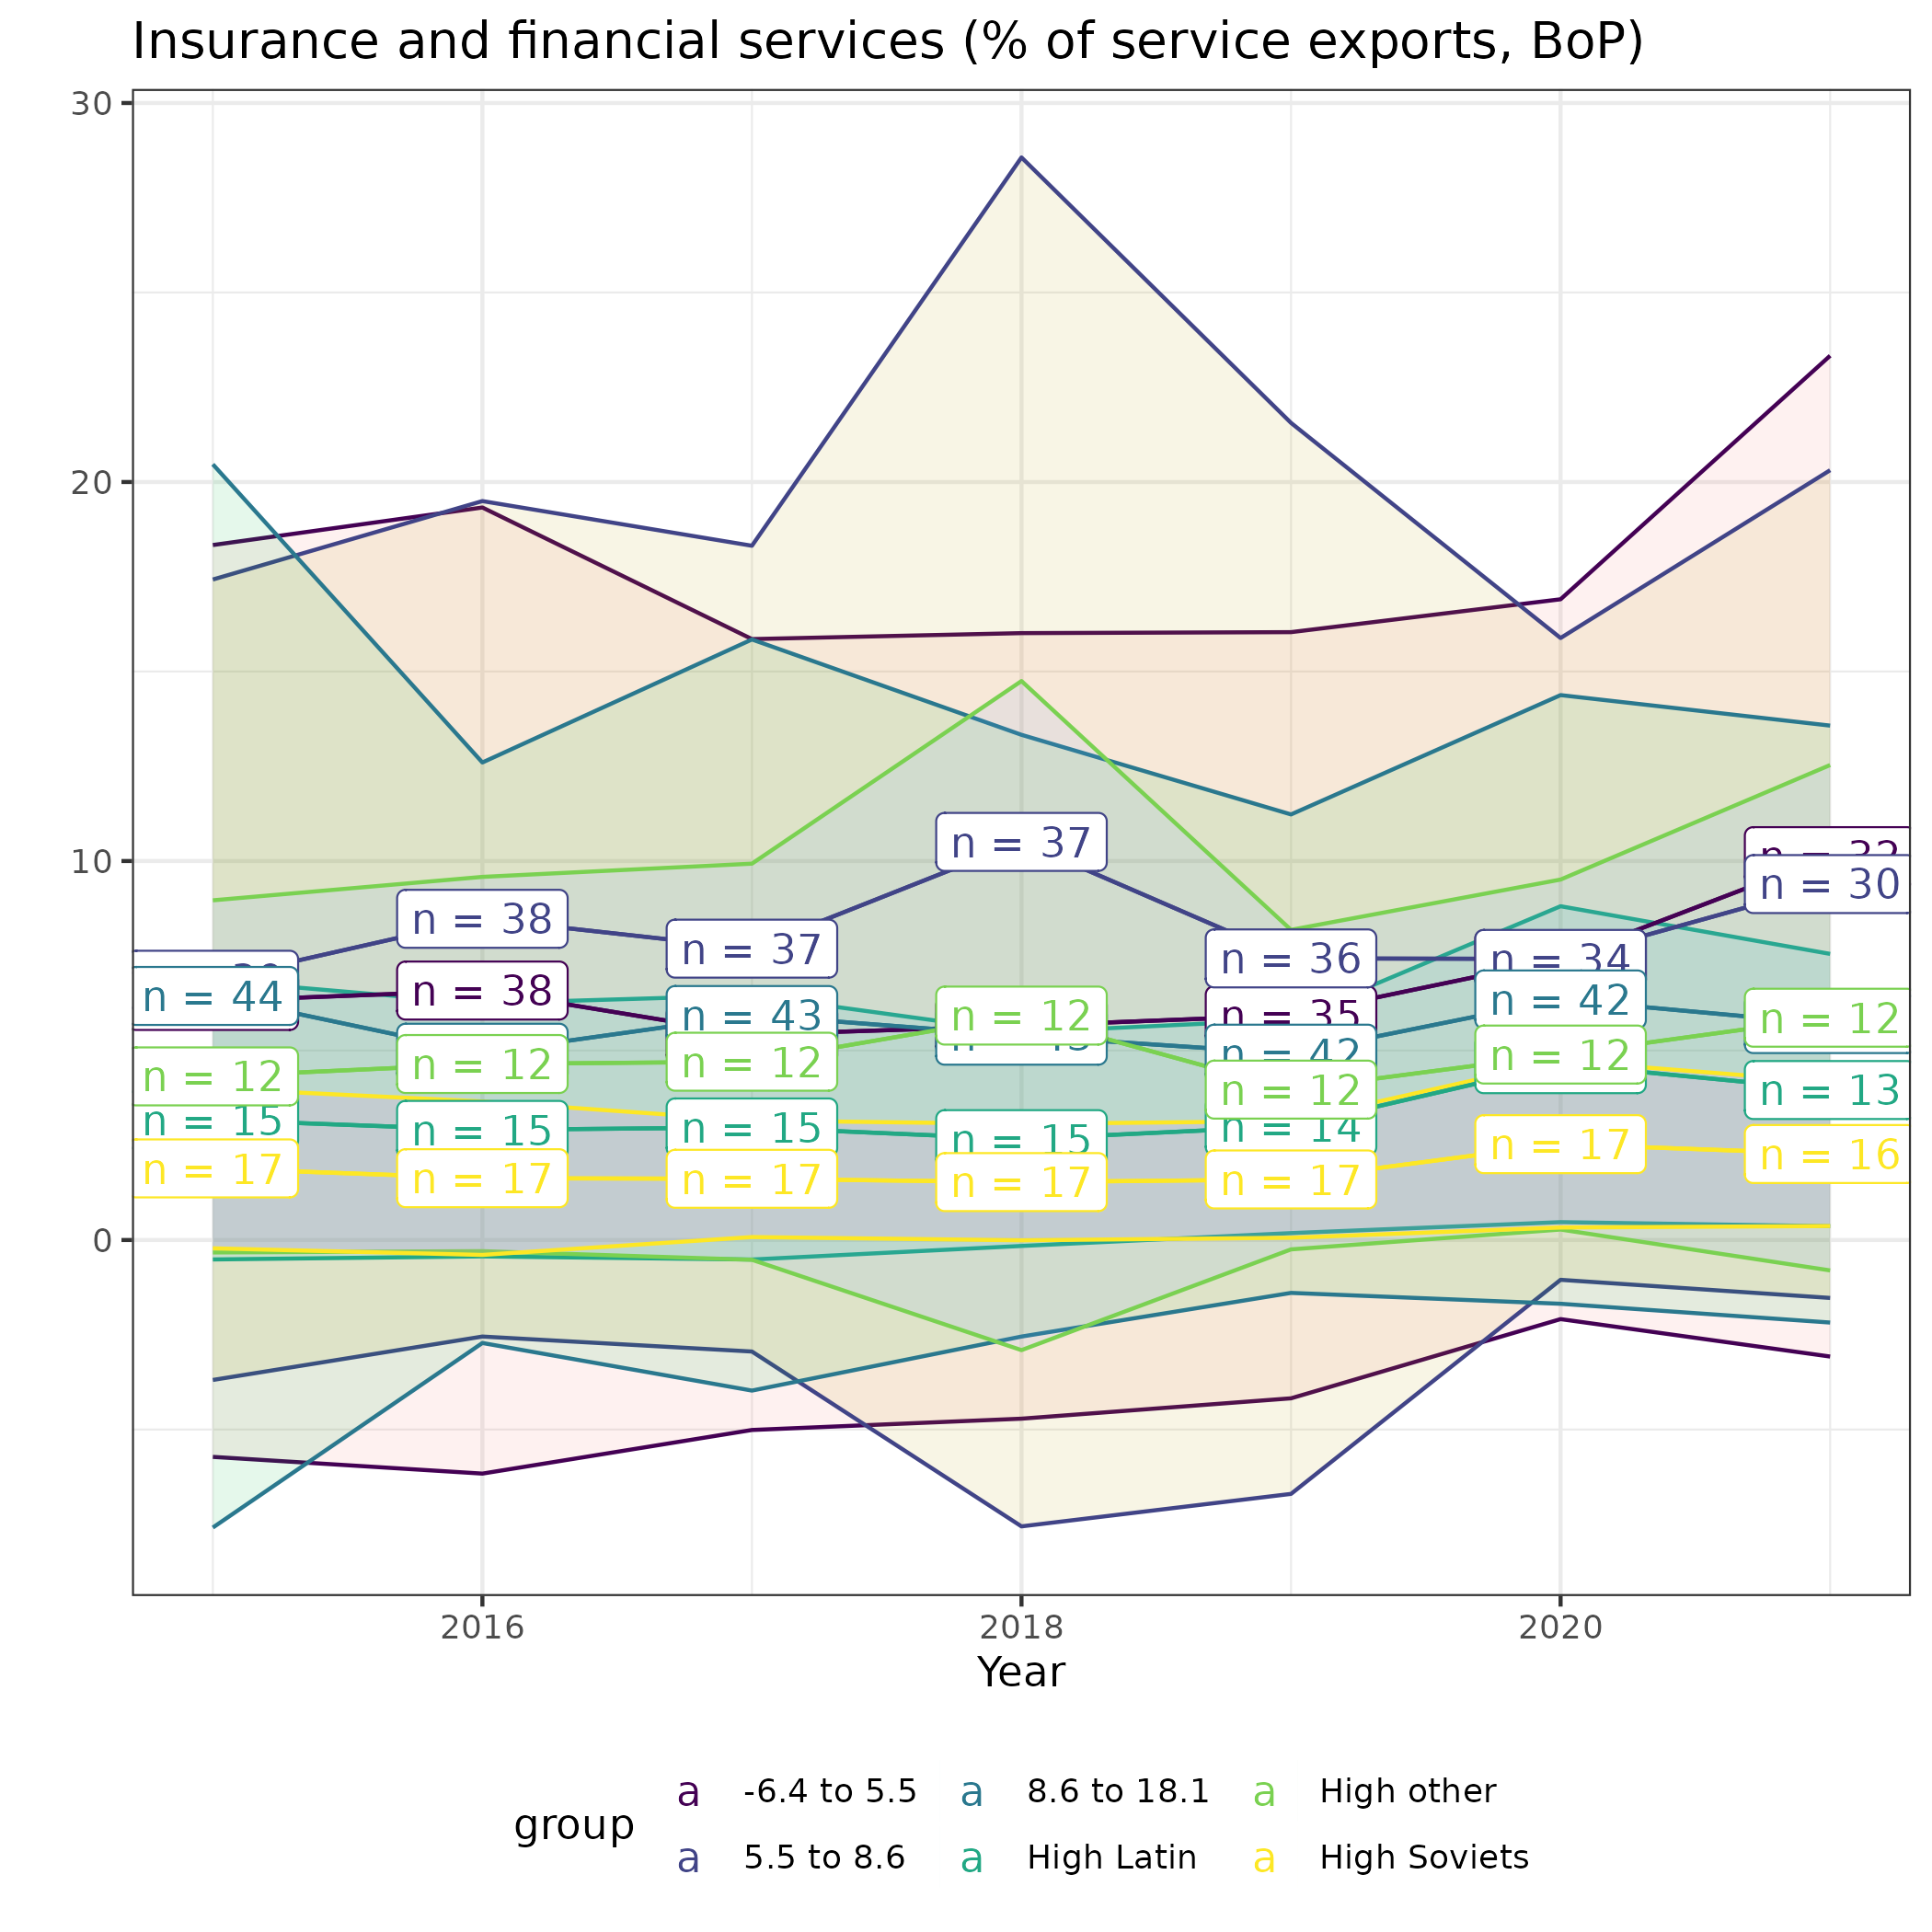 Insurance and financial services (% of service exports, BoP)
30
20
10
0
n = 37
n = 32
n = 30
n = 38
n = 37
n = 36
n = 34
n = 44
n = 38
n = 43
n = 12
n = 35
n = 42
n = 12
n = 12
n = 12
n = 12
n = 42
n = 12
n = 12
n = 15
n = 15
n = 15
n = 15
n = 14
n = 13
n = 17
n = 17
n = 17
n = 17
n = 17
n = 17
n = 16
2016
2018
2020
Year
group
a -6.4 to 5.5
a 8.6 to 18.1
a High other
a 5.5 to 8.6
a High Latin
a High Soviets